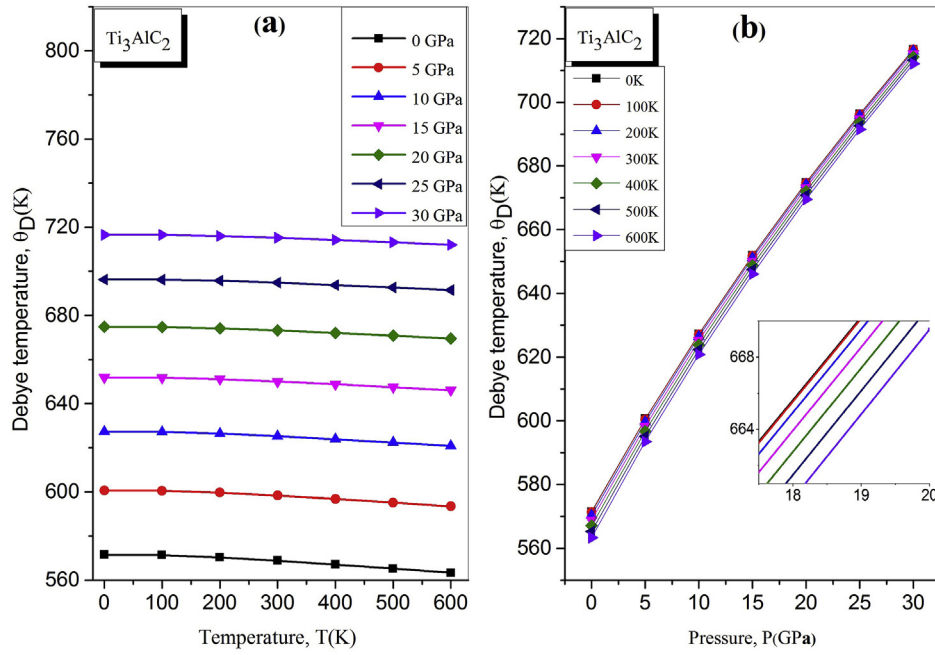 (a)
Ti3AlC2
0 GPa
5 GPa
10 GPa
15 GPa
20 GPa
25 GPa
30 GPa
Debye temperature, θD(K)
800
760
720
680
640
600
560
0 100 200 300 400 500 600
Temperature, T(K)
(b)
Ti3AlC2
0K
100K
200K
300K
400K
500K
600K
Debye temperature, θD(K)
720
700
680
660
640
620
600
580
560
668
664
18 19 20
0 5 10 15 20 25 30
Pressure, P(GPa)